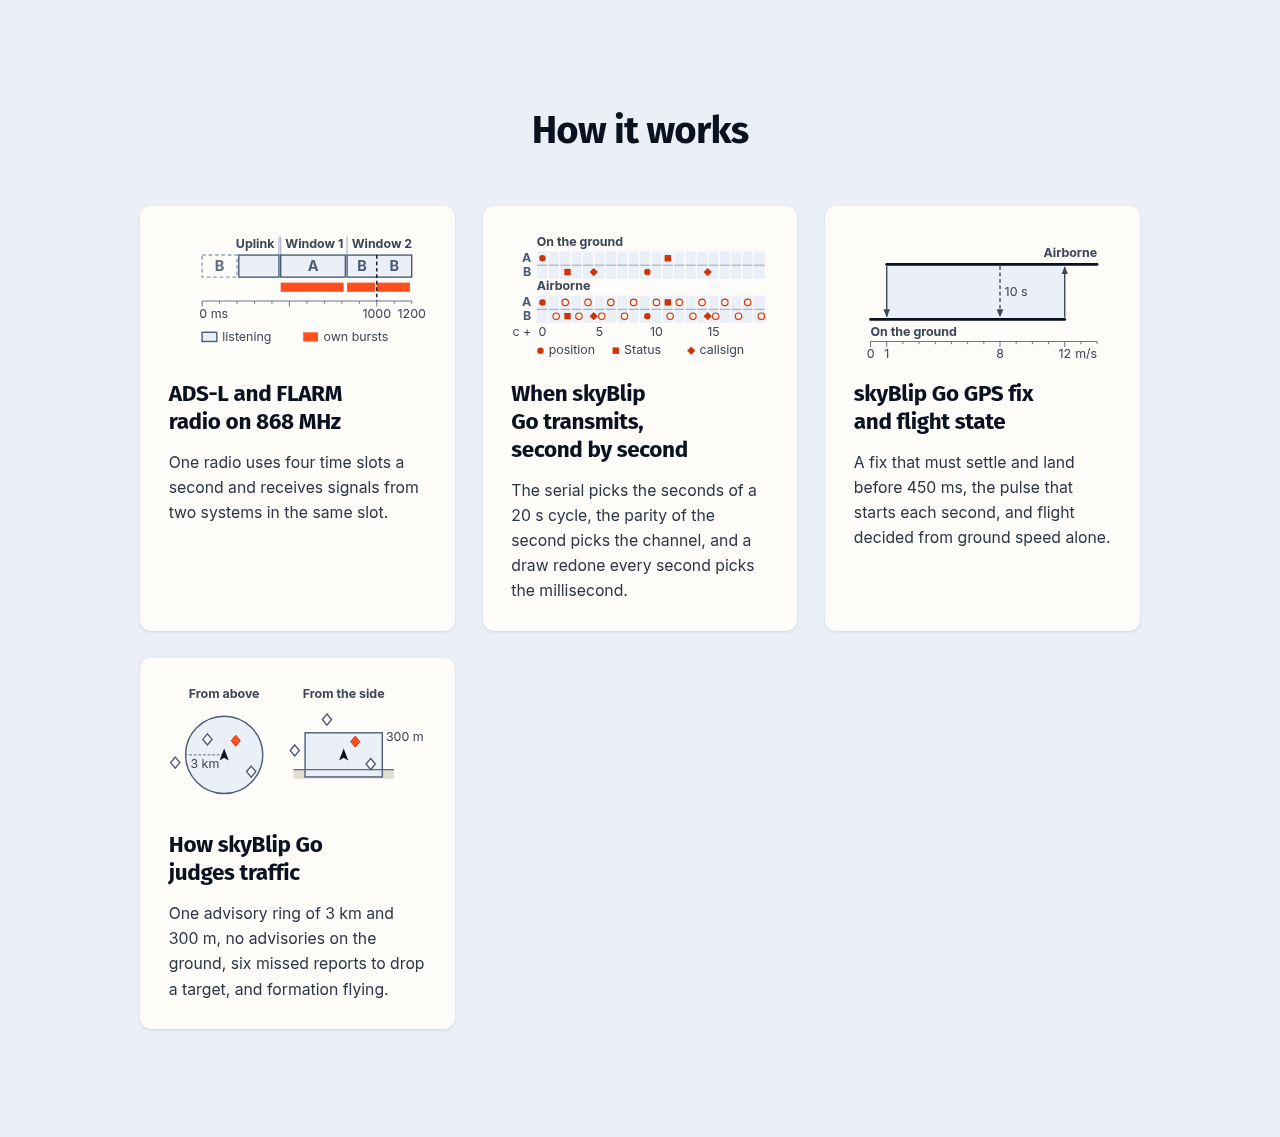 How it works
Uplink Window 1 Window 2
B A B B
0 ms 1000 1200
listening own bursts
ADS-L and FLARM
radio on 868 MHz
One radio uses four time slots a
second and receives signals from
two systems in the same slot.
On the ground
A
B
Airborne
A
B
c + 0 5 10 15
position Status callsign
When skyBlip
Go transmits,
second by second
The serial picks the seconds of a
20 s cycle, the parity of the
second picks the channel, and a
draw redone every second picks
the millisecond.
Airborne
10 s
On the ground
0 1 8 12 m/s
skyBlip Go GPS fix
and flight state
A fix that must settle and land
before 450 ms, the pulse that
starts each second, and flight
decided from ground speed alone.
From above From the side
300 m
3 km
How skyBlip Go
judges traffic
One advisory ring of 3 km and
300 m, no advisories on the
ground, six missed reports to drop
a target, and formation flying.